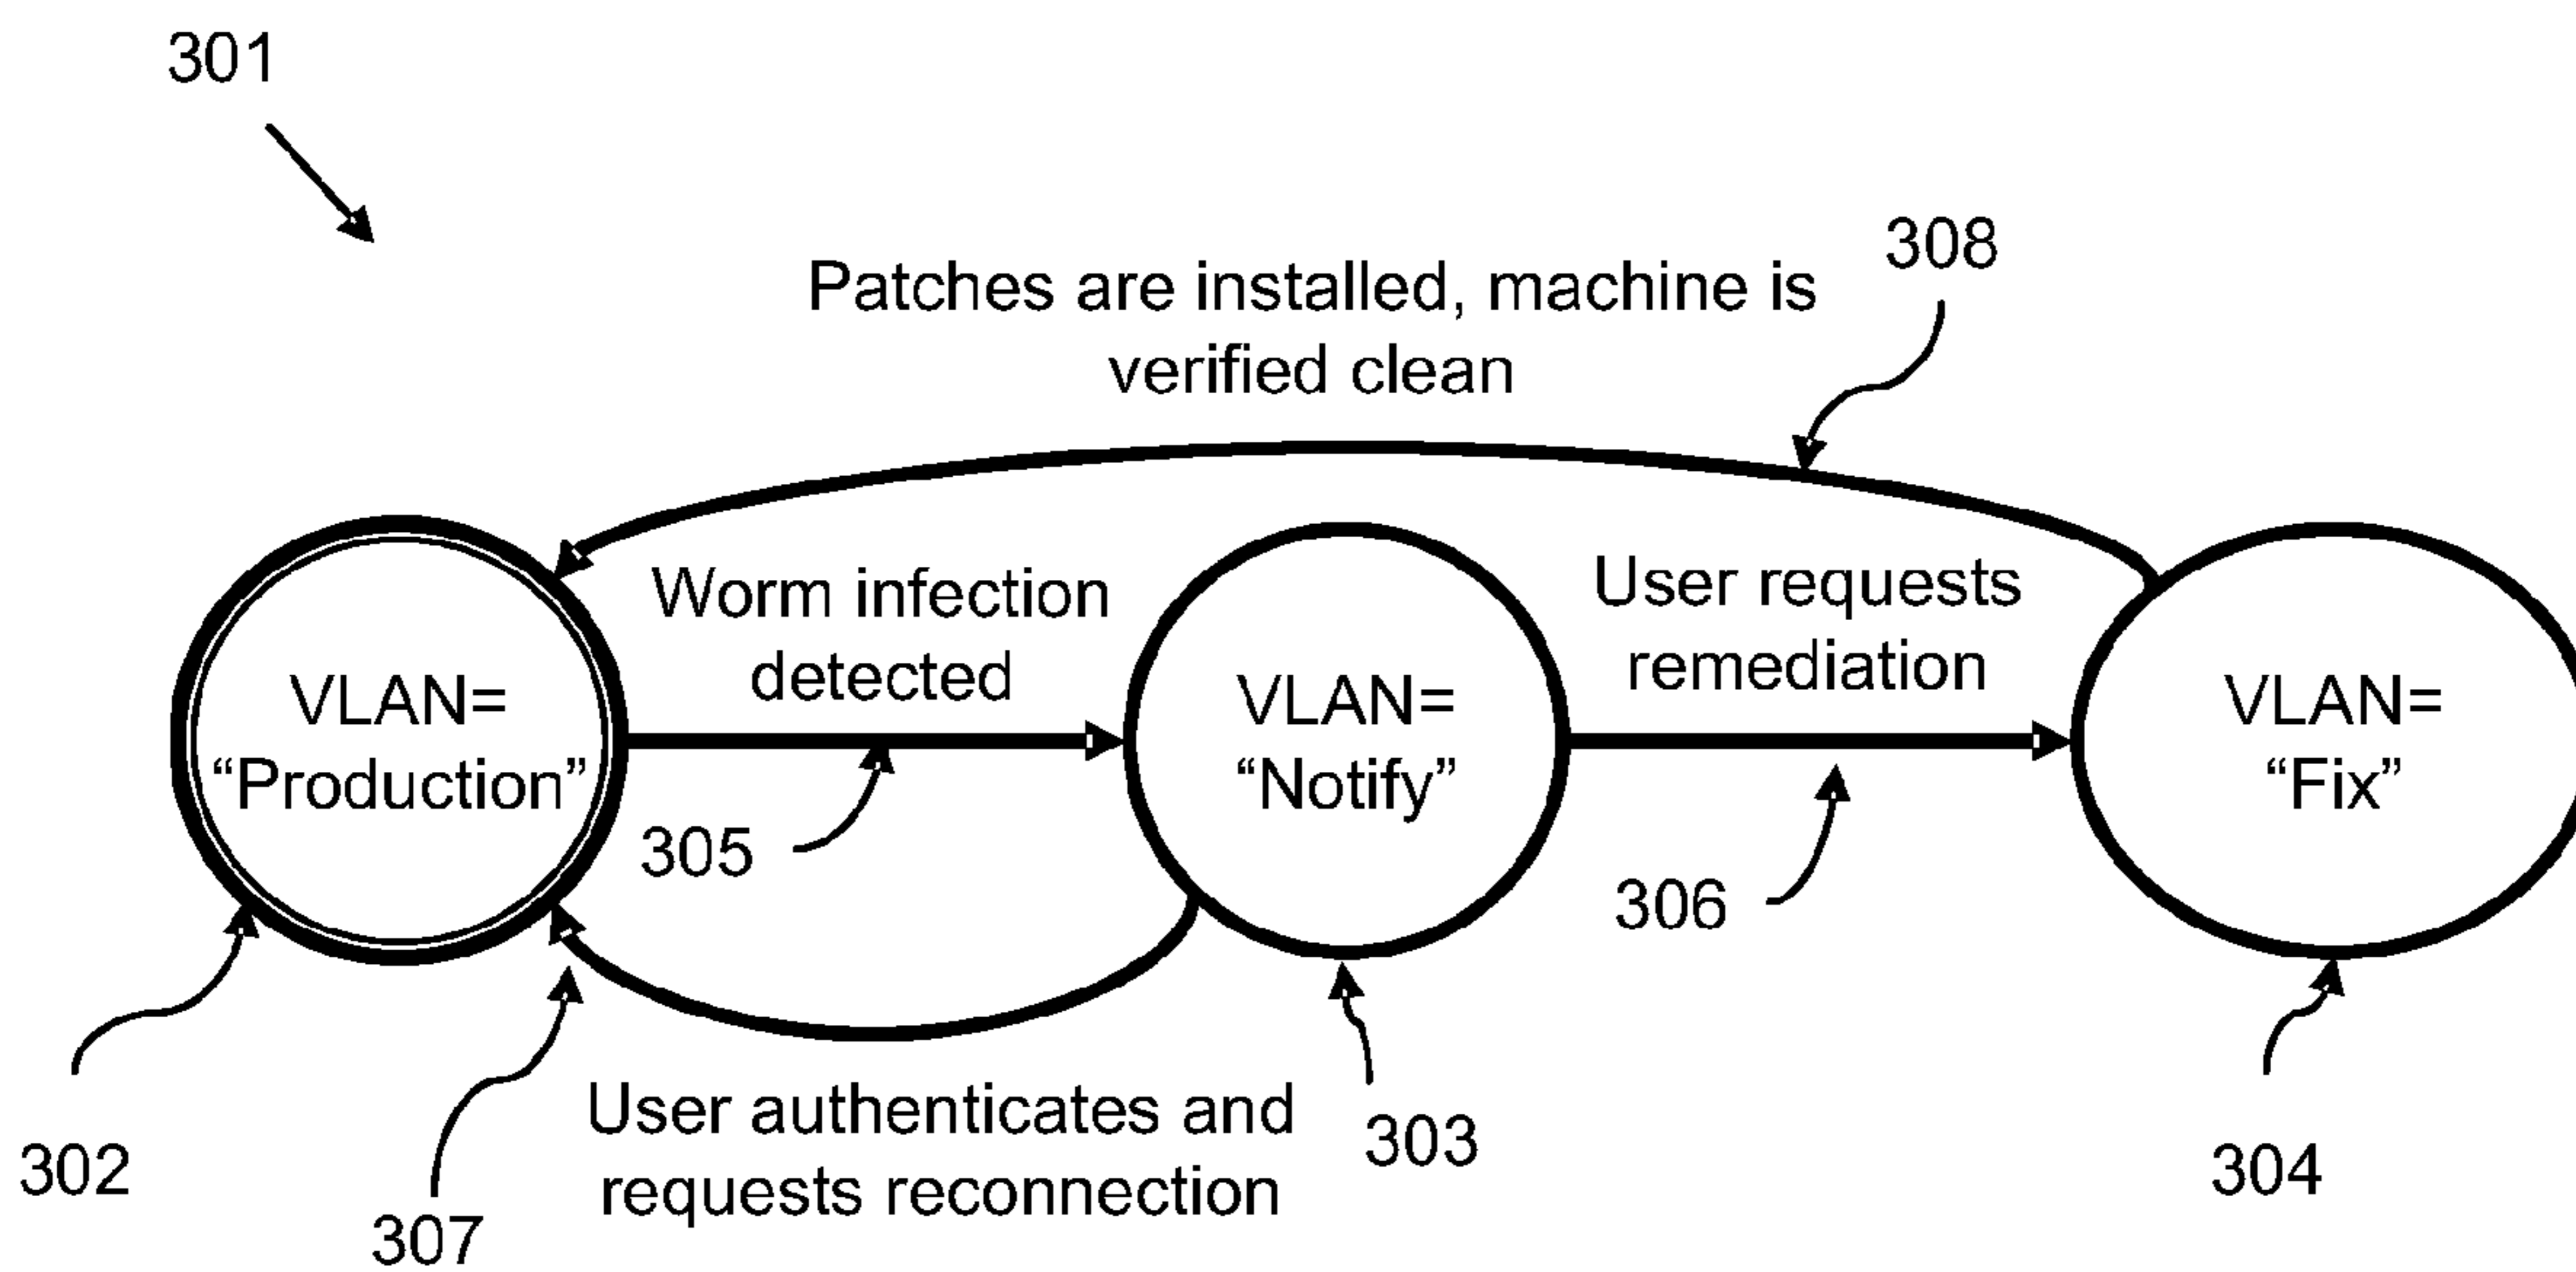 301
308
Patches are installed, machine is
verified clean
Worm infection
detected
User requests
remediation
VLAN=
“Production”
VLAN=
“Notify”
VLAN=
“Fix”
305
306
User authenticates and
requests reconnection
302
307
303
304